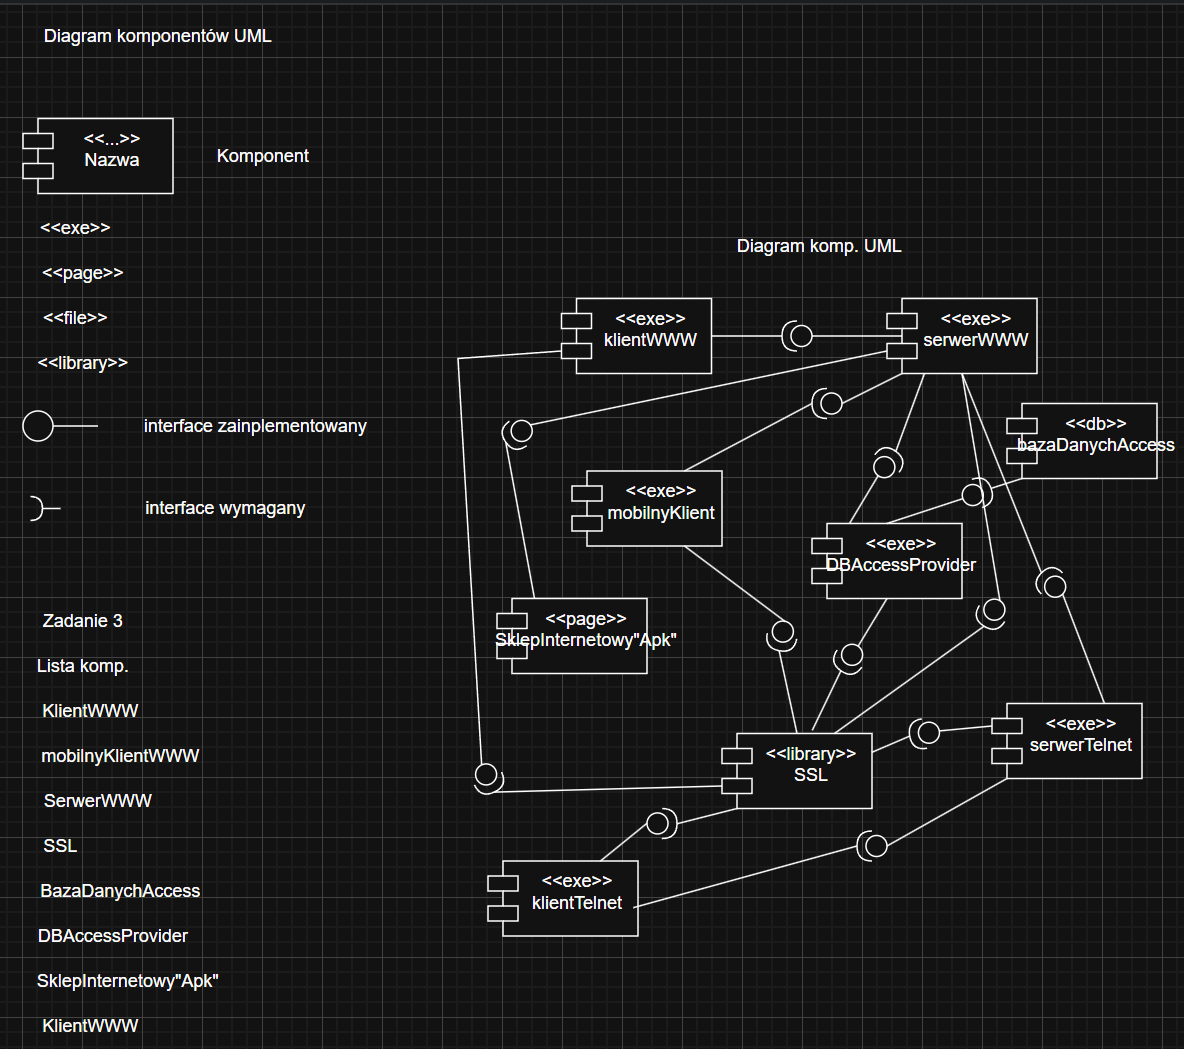 Diagram komponentów UML
<<...>>
Nazwa
Komponent
<<exe>>
<<page>>
<<file>>
<<library>>
interface zainplementowany
interface wymagany
Zadanie 3
Lista komp.
KlientWWW
mobilnyKlientWWW
SerwerWWW
SSL
BazaDanychAccess
DBAccessProvider
SklepInternetowy"Apk"
KlientWWW
Diagram komp. UML
<<exe>>
klientWWW
<<exe>>
serwerWWW
<<db>>
bazaDanychAccess
<<exe>>
mobilnyKlient
<<exe>>
DBAccessProvider
<<page>>
SklepInternetowy"Apk"
<<exe>>
serwerTelnet
<<library>>
SSL
<<exe>>
klientTelnet